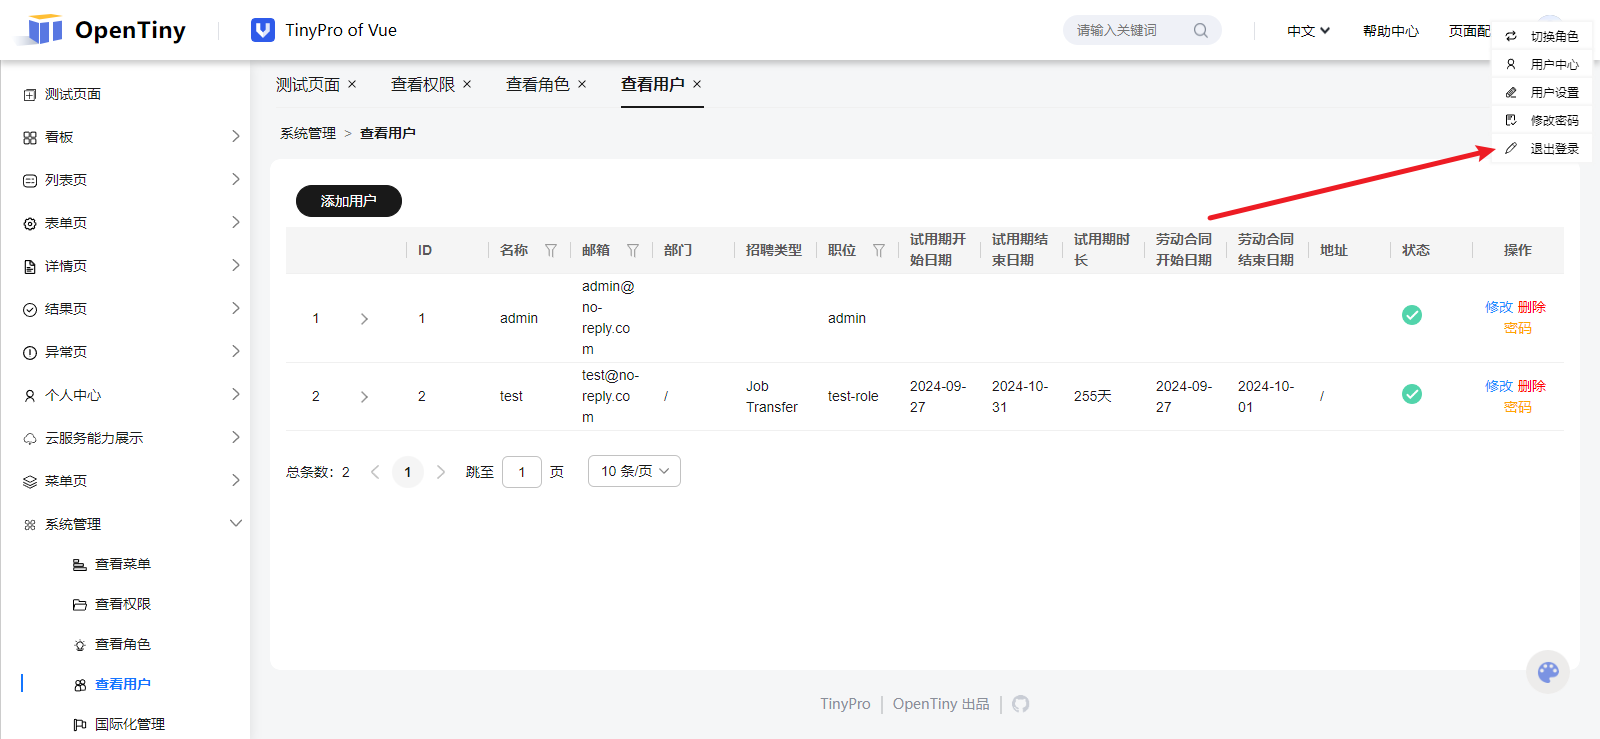 OpenTiny
TinyPro of Vue
请输入关键词
中文
帮助中心
页面配
切换角色
用户中心
用户设置
修改密码
退出登录
测试页面
看板
列表页
表单页
详情页
结果页
异常页
个人中心
云服务能力展示
菜单页
系统管理
查看菜单
查看权限
查看角色
查看用户
国际化管理
测试页面 ×
查看权限 ×
查看角色 ×
查看用户 ×
系统管理 > 查看用户
添加用户
ID
名称
邮箱
部门
招聘类型
职位
试用期开
始日期
试用期结
束日期
试用期时
长
劳动合同
开始日期
劳动合同
结束日期
地址
状态
操作
1
1
admin
admin@
no-
reply.co
m
admin
修改 删除
密码
2
2
test
test@no-
reply.co
m
/
Job
Transfer
test-role
2024-09-
27
2024-10-
31
255天
2024-09-
27
2024-10-
01
/
修改 删除
密码
总条数：2
1
跳至 1 页
10 条/页
TinyPro | OpenTiny 出品 |